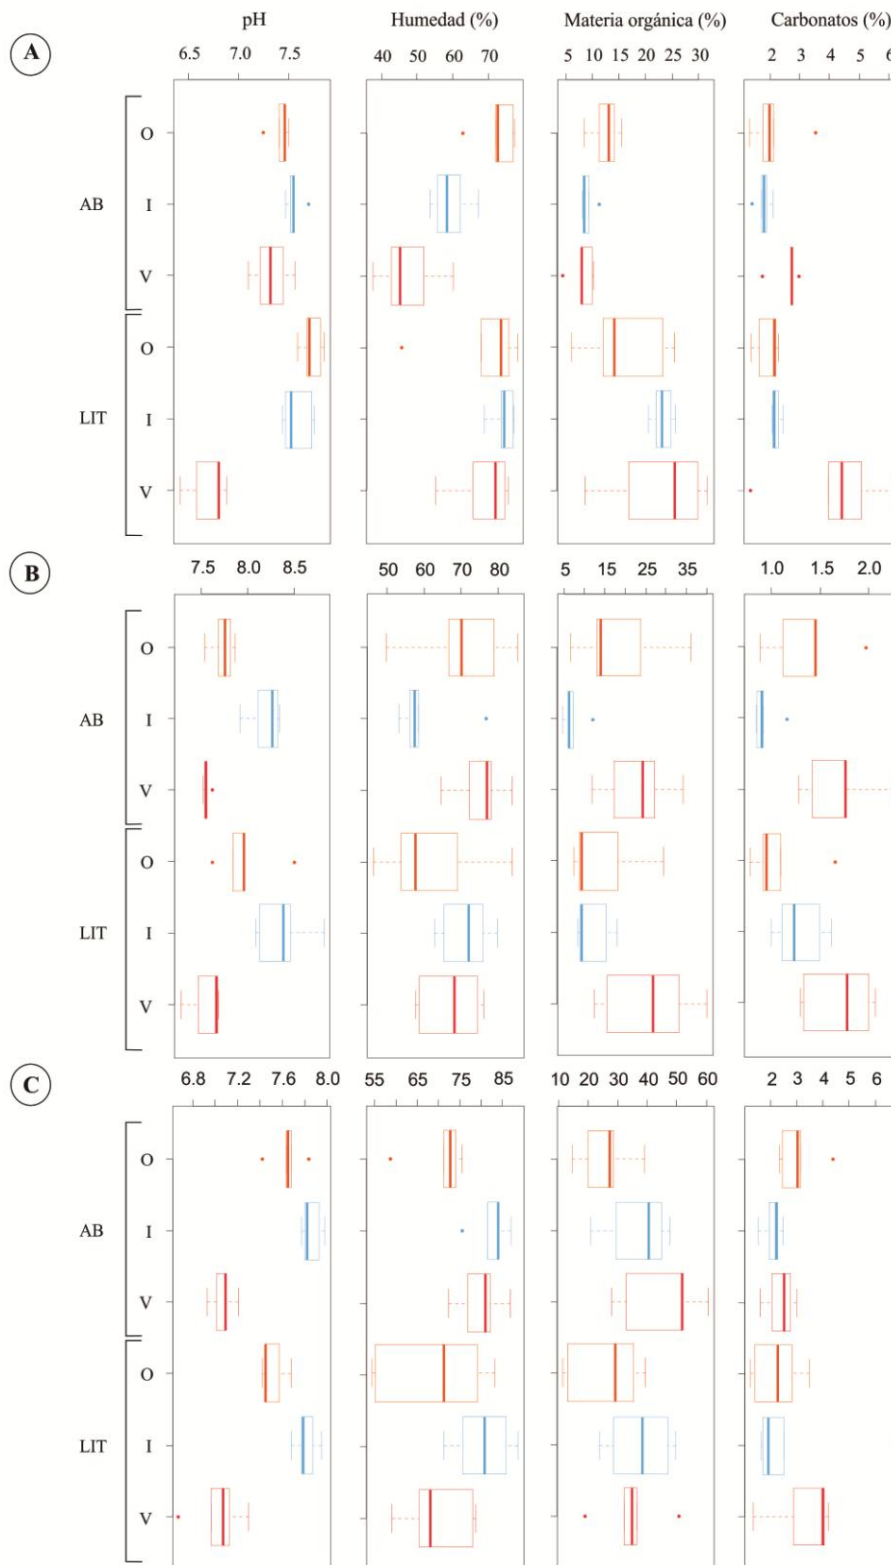 pH Humedad (%) Materia orgánica (%) Carbonatos (%)
A
6.5 7.0 7.5 40 50 60 70 5 10 15 20 25 30 2 3 4 5 6
O
AB I
V
O
LIT I
V
B
7.5 8.0 8.5 50 60 70 80 5 15 25 35 1.0 1.5 2.0
O
AB I
V
O
LIT I
V
C
6.8 7.2 7.6 8.0 55 65 75 85 10 20 30 40 50 60 2 3 4 5 6
O
AB I
V
O
LIT I
V